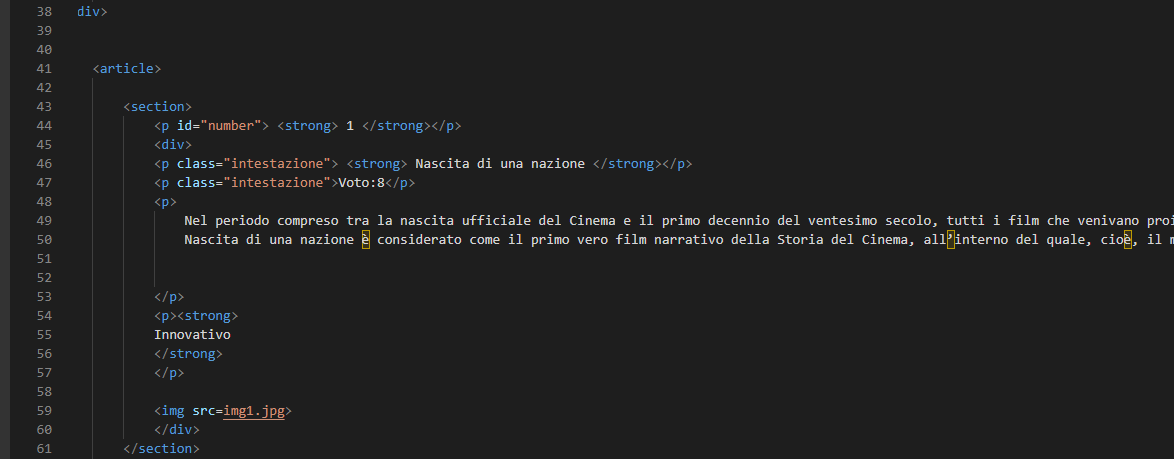 38 div>
39
40
41 <article>
42
43 <section>
44 <p id="number"> <strong> 1 </strong></p>
45 <div>
46 <p class="intestazione"> <strong> Nascita di una nazione </strong></p>
47 <p class="intestazione">Voto:8</p>
48 <p>
49 Nel periodo compreso tra la nascita ufficiale del Cinema e il primo decennio del ventesimo secolo, tutti i film che venivano proi
50 Nascita di una nazione è considerato come il primo vero film narrativo della Storia del Cinema, all’interno del quale, cioè, il
51
52
53 </p>
54 <p><strong>
55 Innovativo
56 </strong>
57 </p>
58
59 <img src=img1.jpg>
60 </div>
61 </section>